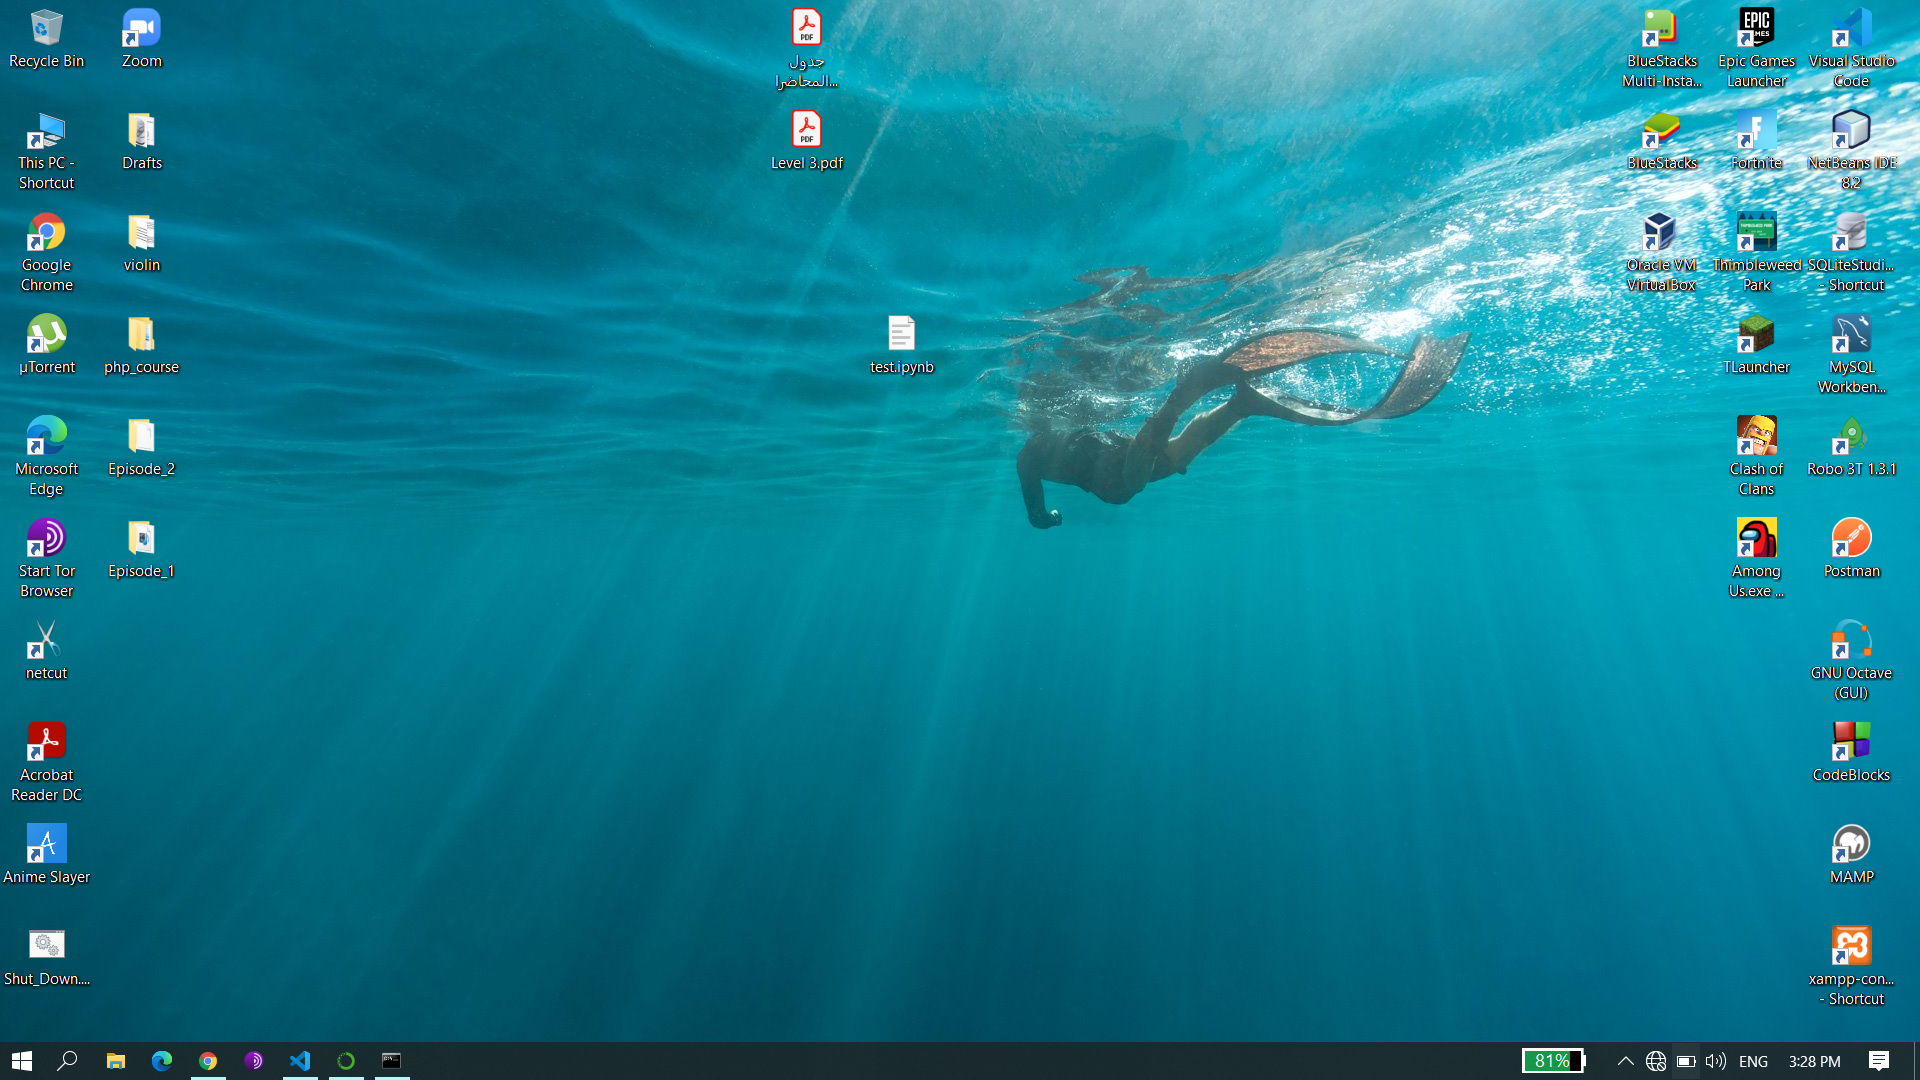 Recycle Bin
Zoom
This PC -
Shortcut
Drafts
Google
Chrome
violin
µTorrent
php_course
Microsoft
Edge
Episode_2
Start Tor
Browser
Episode_1
netcut
Acrobat
Reader DC
Anime Slayer
Shut_Down....
PDF
جدول
المحاضرا...
PDF
Level 3.pdf
test.ipynb
BlueStacks
Multi-Insta...
EPIC
GAMES
Epic Games
Launcher
Visual Studio
Code
BlueStacks
Fortnite
NetBeans IDE
8.2
Oracle VM
VirtualBox
THIMBLEWEED PARK
Thimbleweed
Park
SQLiteStudi...
- Shortcut
TLauncher
MySQL
Workben...
Clash of
Clans
Robo 3T 1.3.1
Among
Us.exe ...
Postman
GNU Octave
(GUI)
CodeBlocks
MAMP
xampp-con...
- Shortcut
81%
ENG
3:28 PM